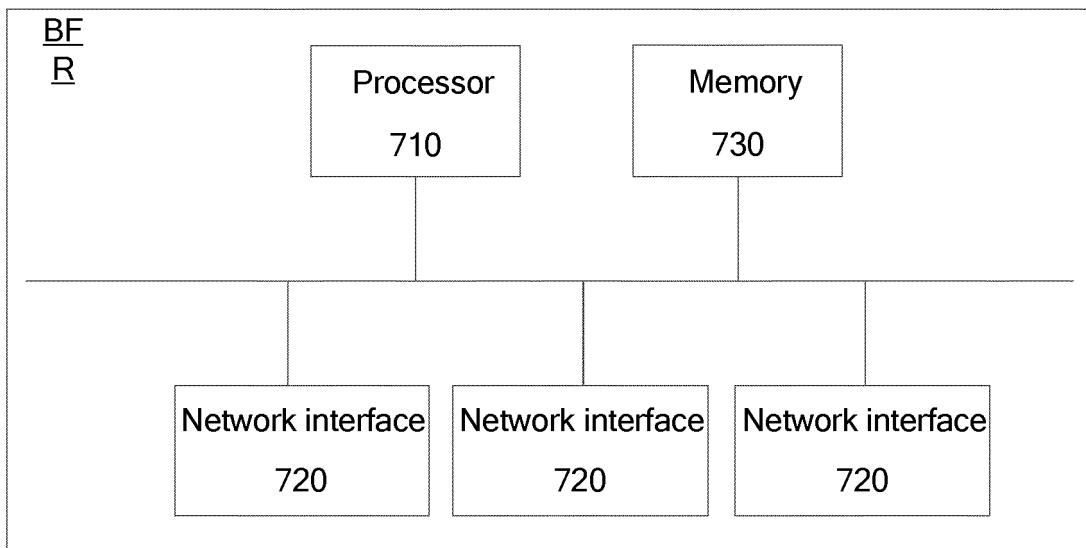 BF
R
Processor
710
Memory
730
Network interface
720
Network interface
720
Network interface
720